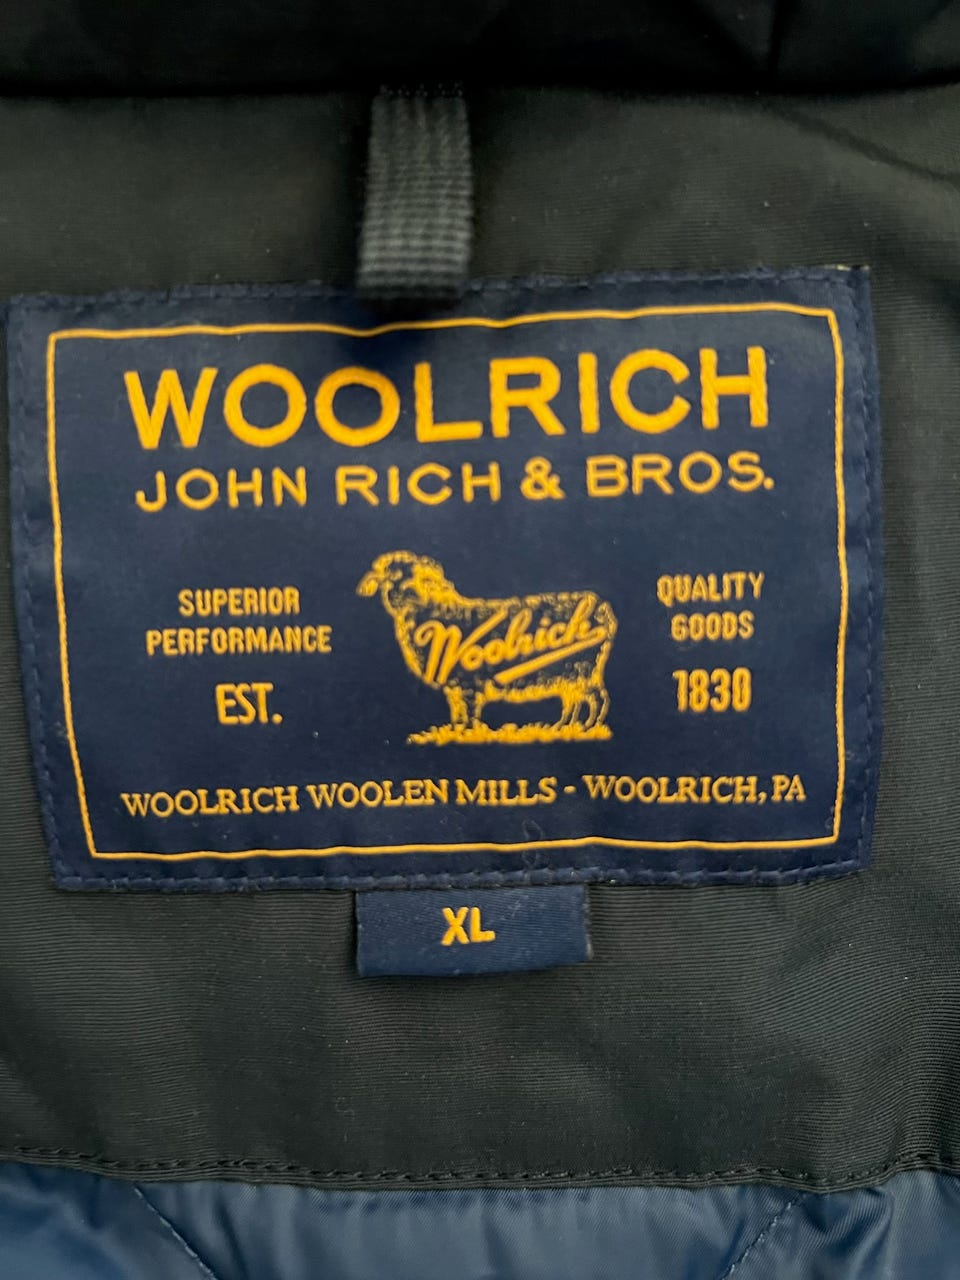 WOOLRICH
JOHN RICH & BROS.
SUPERIOR
PERFORMANCE
EST.
Woolrich
QUALITY
GOODS
1830
WOOLRICH WOOLEN MILLS - WOOLRICH, PA
XL